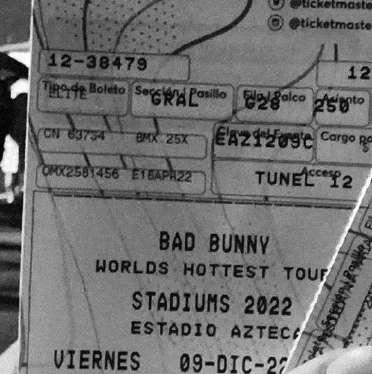 @ticketmaste
@ticketmaste
12-38479
12
Tipo de Boleto Sección / Pasillo Fila / Palco Asiento
ELITE GRAL G28 250
CN 63734 BMX 25X Clave del Evento Cargo po
EAZ1209C
OMX2581456 E18APR22 Acceso
TUNEL 12
BAD BUNNY
WORLDS HOTTEST TOUR
STADIUMS 2022
ESTADIO AZTECA
VIERNES 09-DIC-22